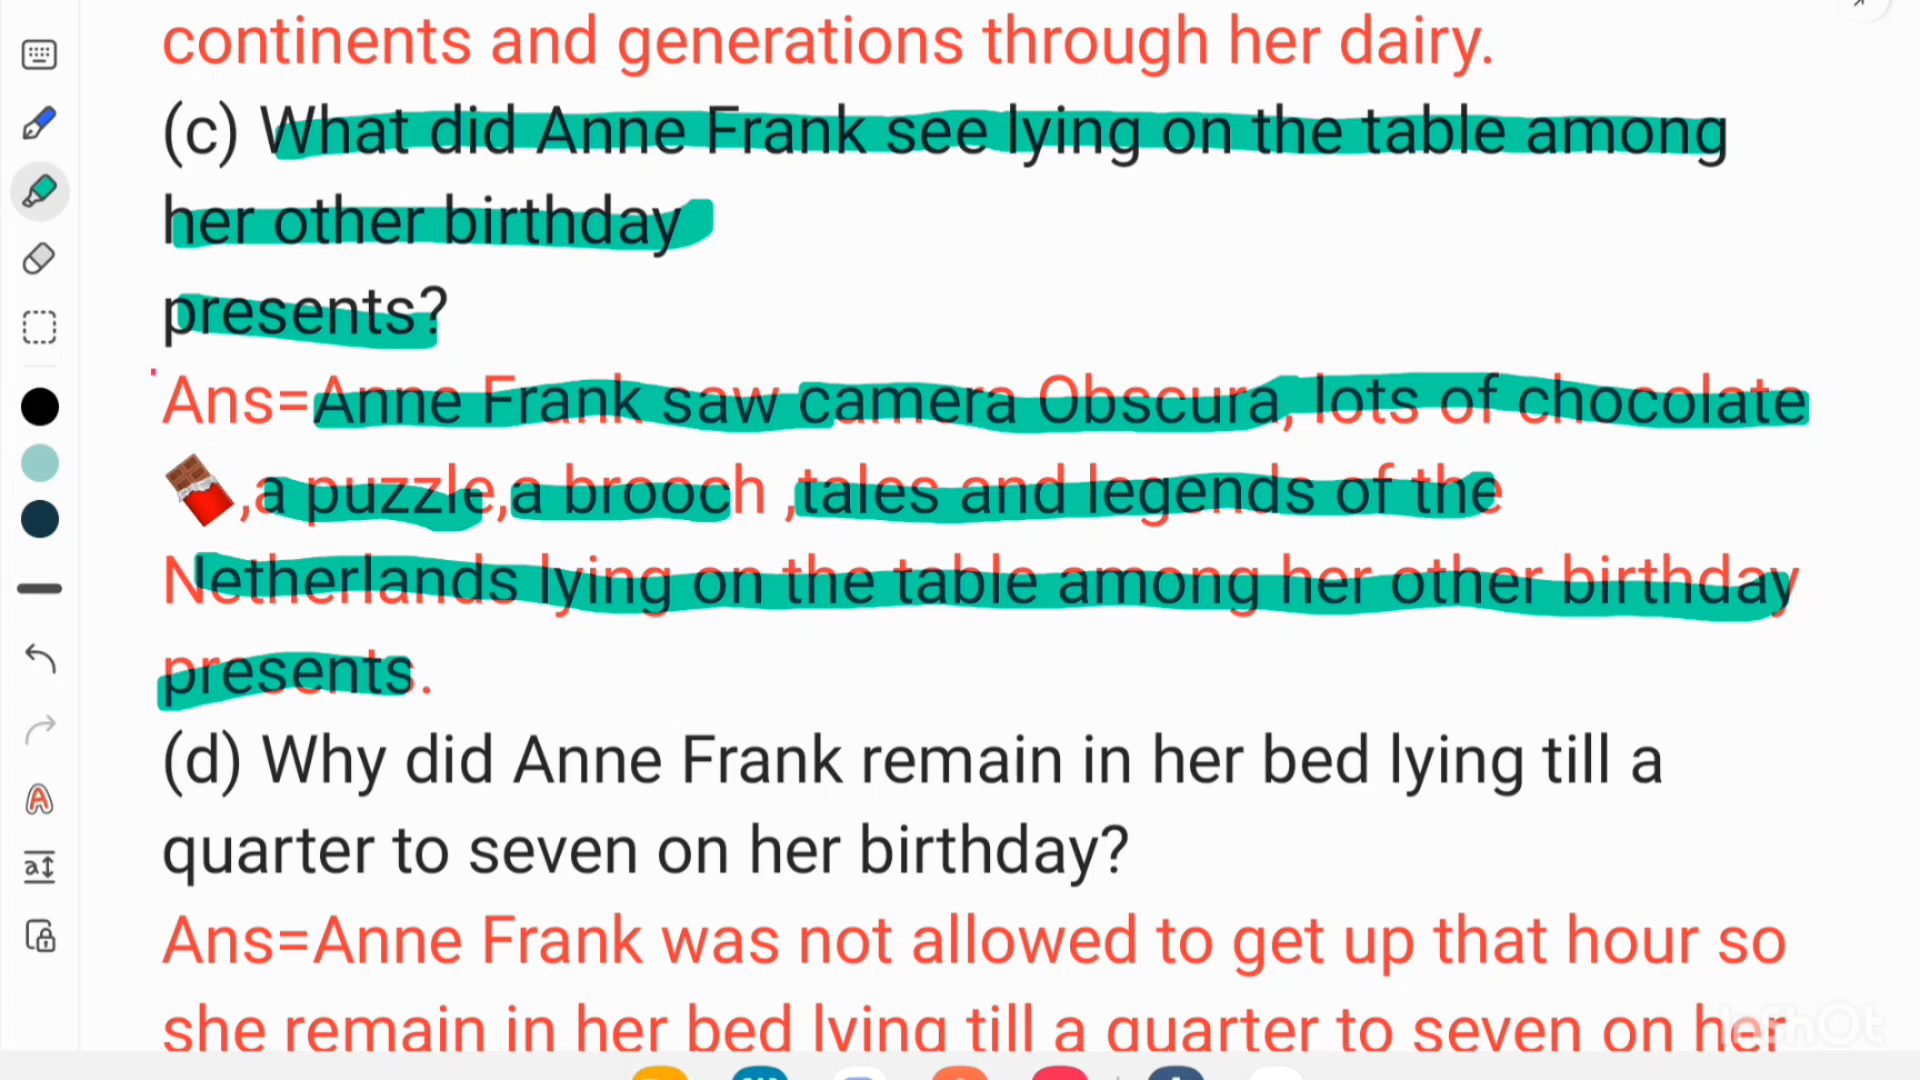 continents and generations through her dairy.
(c) What did Anne Frank see lying on the table among
her other birthday
presents?
Ans=Anne Frank saw camera Obscura, lots of chocolate
🍫,a puzzle,a brooch ,tales and legends of the
Netherlands lying on the table among her other birthday
presents.
(d) Why did Anne Frank remain in her bed lying till a
quarter to seven on her birthday?
Ans=Anne Frank was not allowed to get up that hour so
she remain in her bed lying till a quarter to seven on her
InShOt